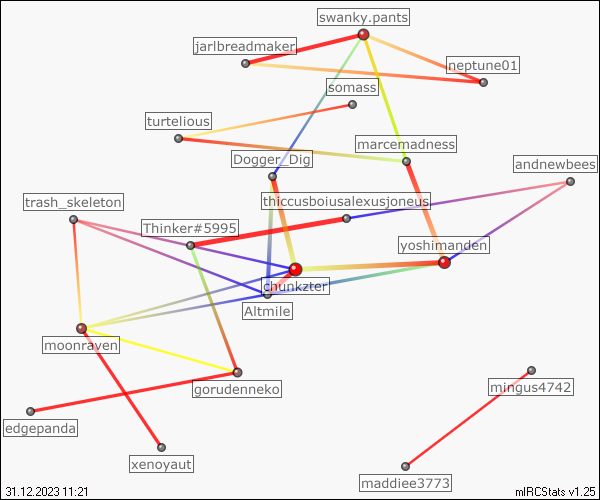 swanky.pants
jarlbreadmaker
neptune01
somass
turtelious
marcemadness
Dogger_Dig
andnewbees
trash_skeleton
thiccusboiusalexusjoneus
Thinker#5995
yoshinanden
chunkzter
Altmile
moonraven
gorudenneko
mingus4742
edgepanda
xenoyaut
maddiee3773
31.12.2023 11:21
mIRCStats v1.25